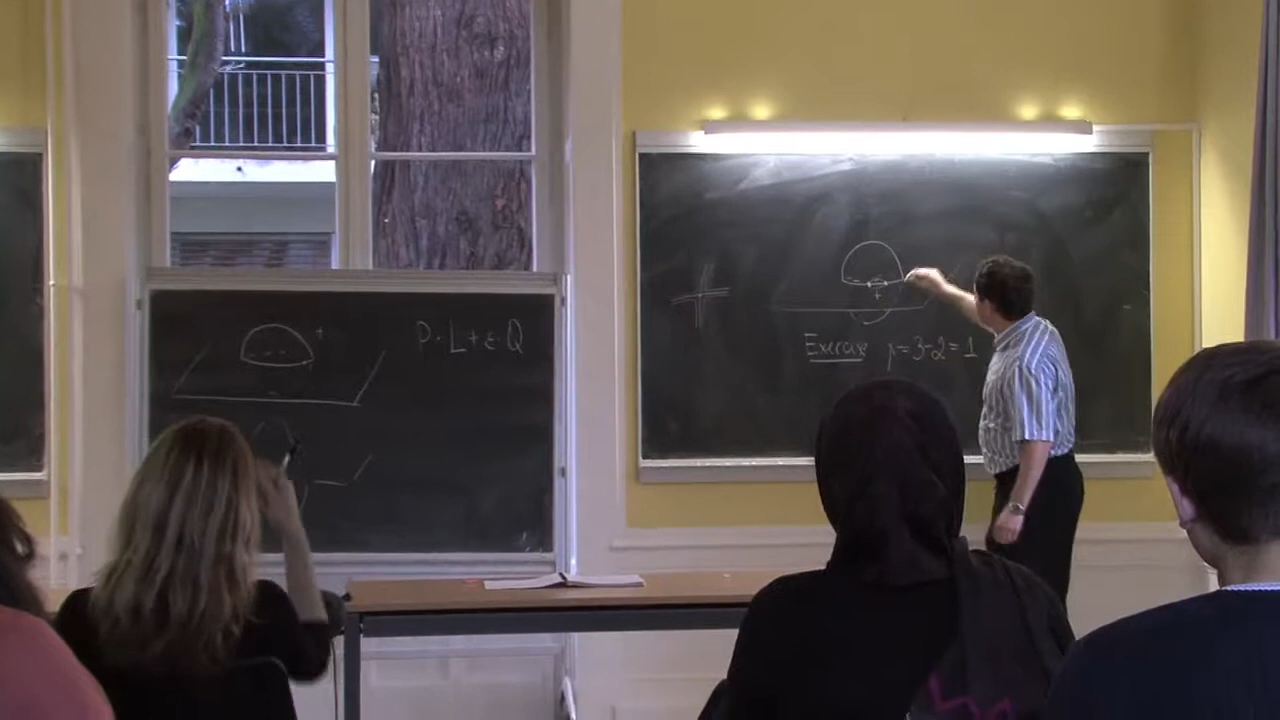 P = L + ε · Q
Exercise μ = 3-2 = 1